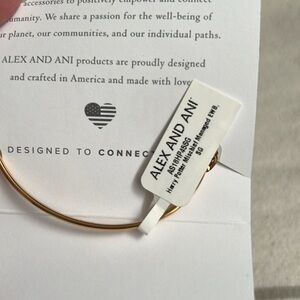 accessories to positively empower and connect
humanity. We share a passion for the well-being of
our planet, our communities, and our individual paths.
ALEX AND ANI products are proudly designed
and crafted in America and made with love
DESIGNED TO CONNECT
ALEX AND ANI
Harry Potter Mischief Managed EWB,
SG